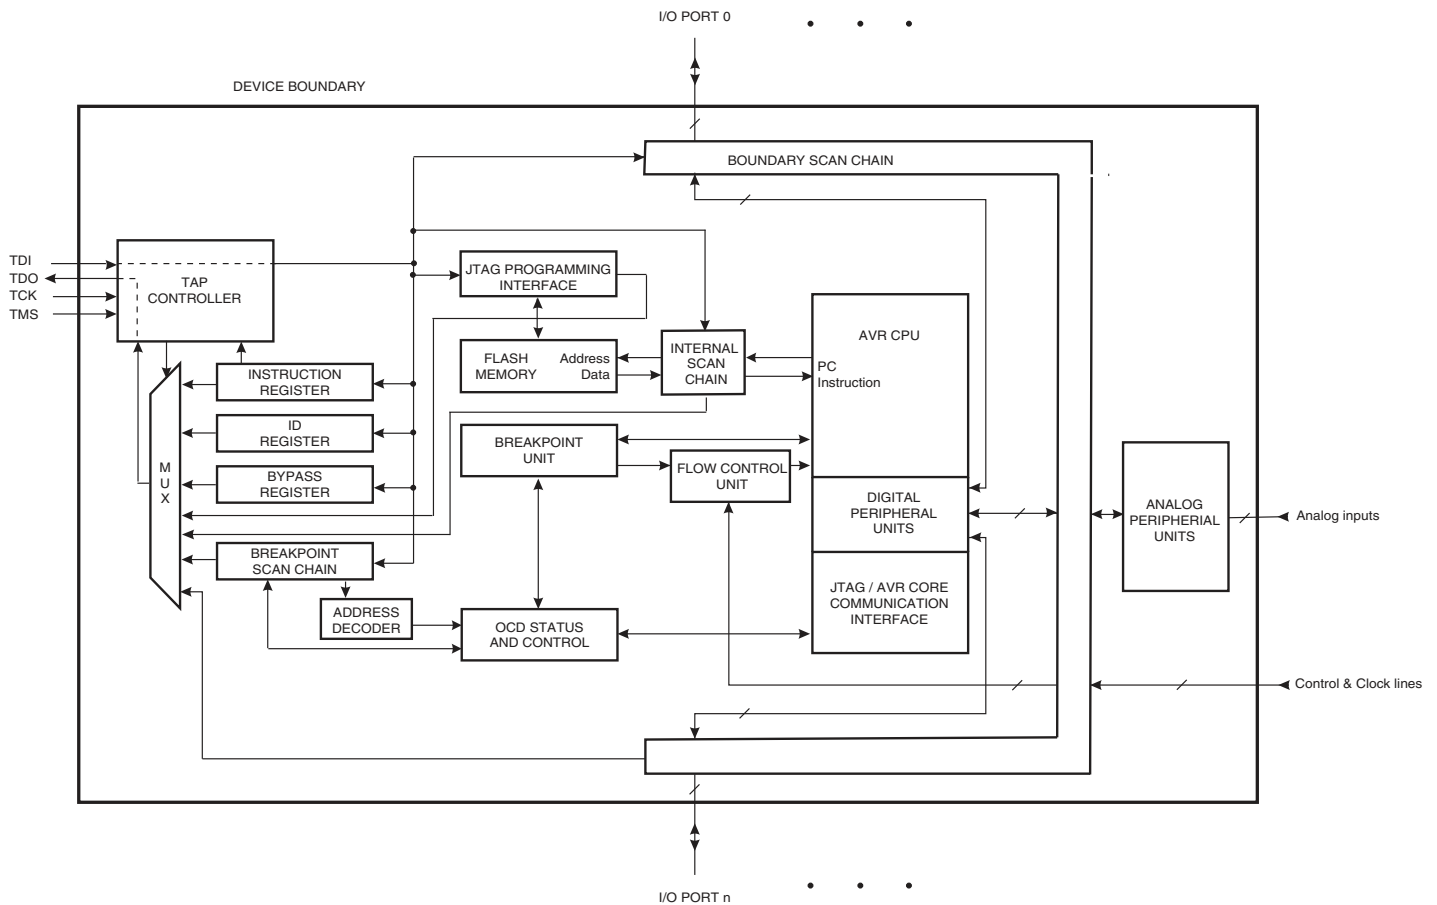 I/O PORT 0
DEVICE BOUNDARY
BOUNDARY SCAN CHAIN
TDI
TDO
TCK
TMS
TAP
CONTROLLER
JTAG PROGRAMMING
INTERFACE
FLASH
MEMORY
Address
Data
INTERNAL
SCAN
CHAIN
AVR CPU
PC
Instruction
INSTRUCTION
REGISTER
ID
REGISTER
BYPASS
REGISTER
M
U
X
BREAKPOINT
UNIT
FLOW CONTROL
UNIT
DIGITAL
PERIPHERAL
UNITS
ANALOG
PERIPHERIAL
UNITS
Analog inputs
BREAKPOINT
SCAN CHAIN
ADDRESS
DECODER
OCD STATUS
AND CONTROL
JTAG / AVR CORE
COMMUNICATION
INTERFACE
Control & Clock lines
I/O PORT n